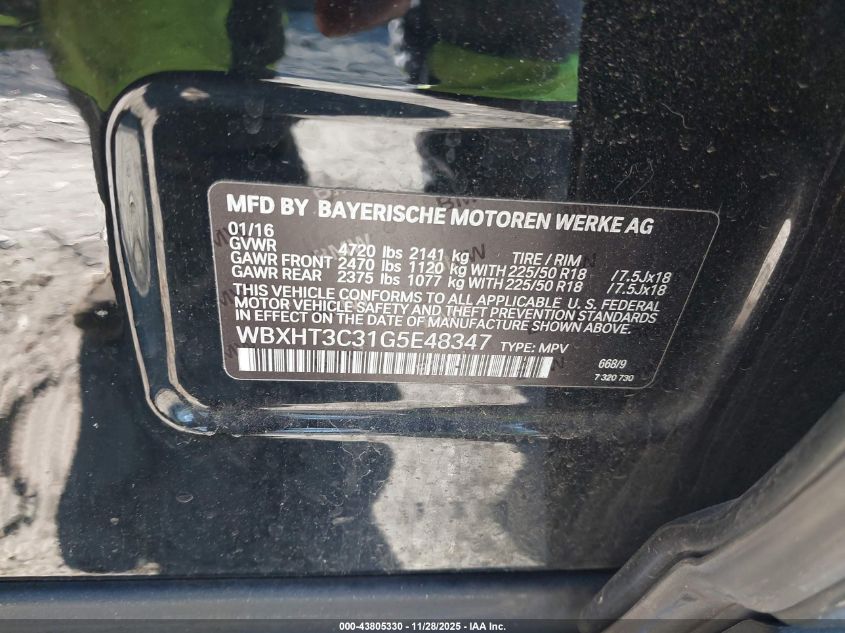 MFD BY BAYERISCHE MOTOREN WERKE AG
01/16
GVWR 4720 lbs 2141 kg TIRE / RIM
GAWR FRONT 2470 lbs 1120 kg WITH 225/50 R18 /7.5Jx18
GAWR REAR 2375 lbs 1077 kg WITH 225/50 R18 /7.5Jx18
THIS VEHICLE CONFORMS TO ALL APPLICABLE U. S. FEDERAL
MOTOR VEHICLE SAFETY AND THEFT PREVENTION STANDARDS
IN EFFECT ON THE DATE OF MANUFACTURE SHOWN ABOVE.
WBXHT3C31G5E48347 TYPE: MPV
668/9
7 320 730
000-43805330 — 11/28/2025 — IAA Inc.